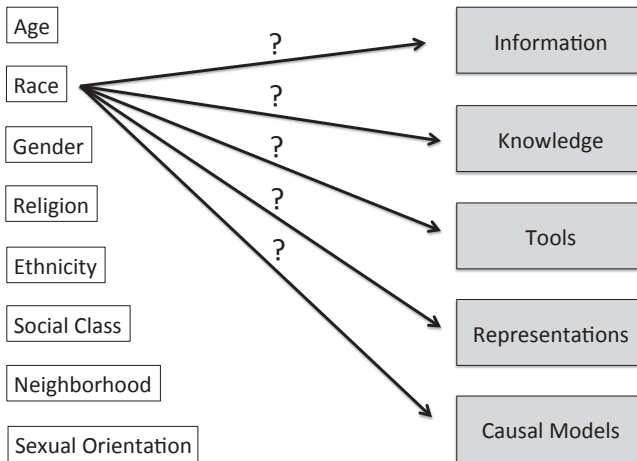 Age
Race
Gender
Religion
Ethnicity
Social Class
Neighborhood
Sexual Orientation
?
?
?
?
?
Information
Knowledge
Tools
Representations
Causal Models